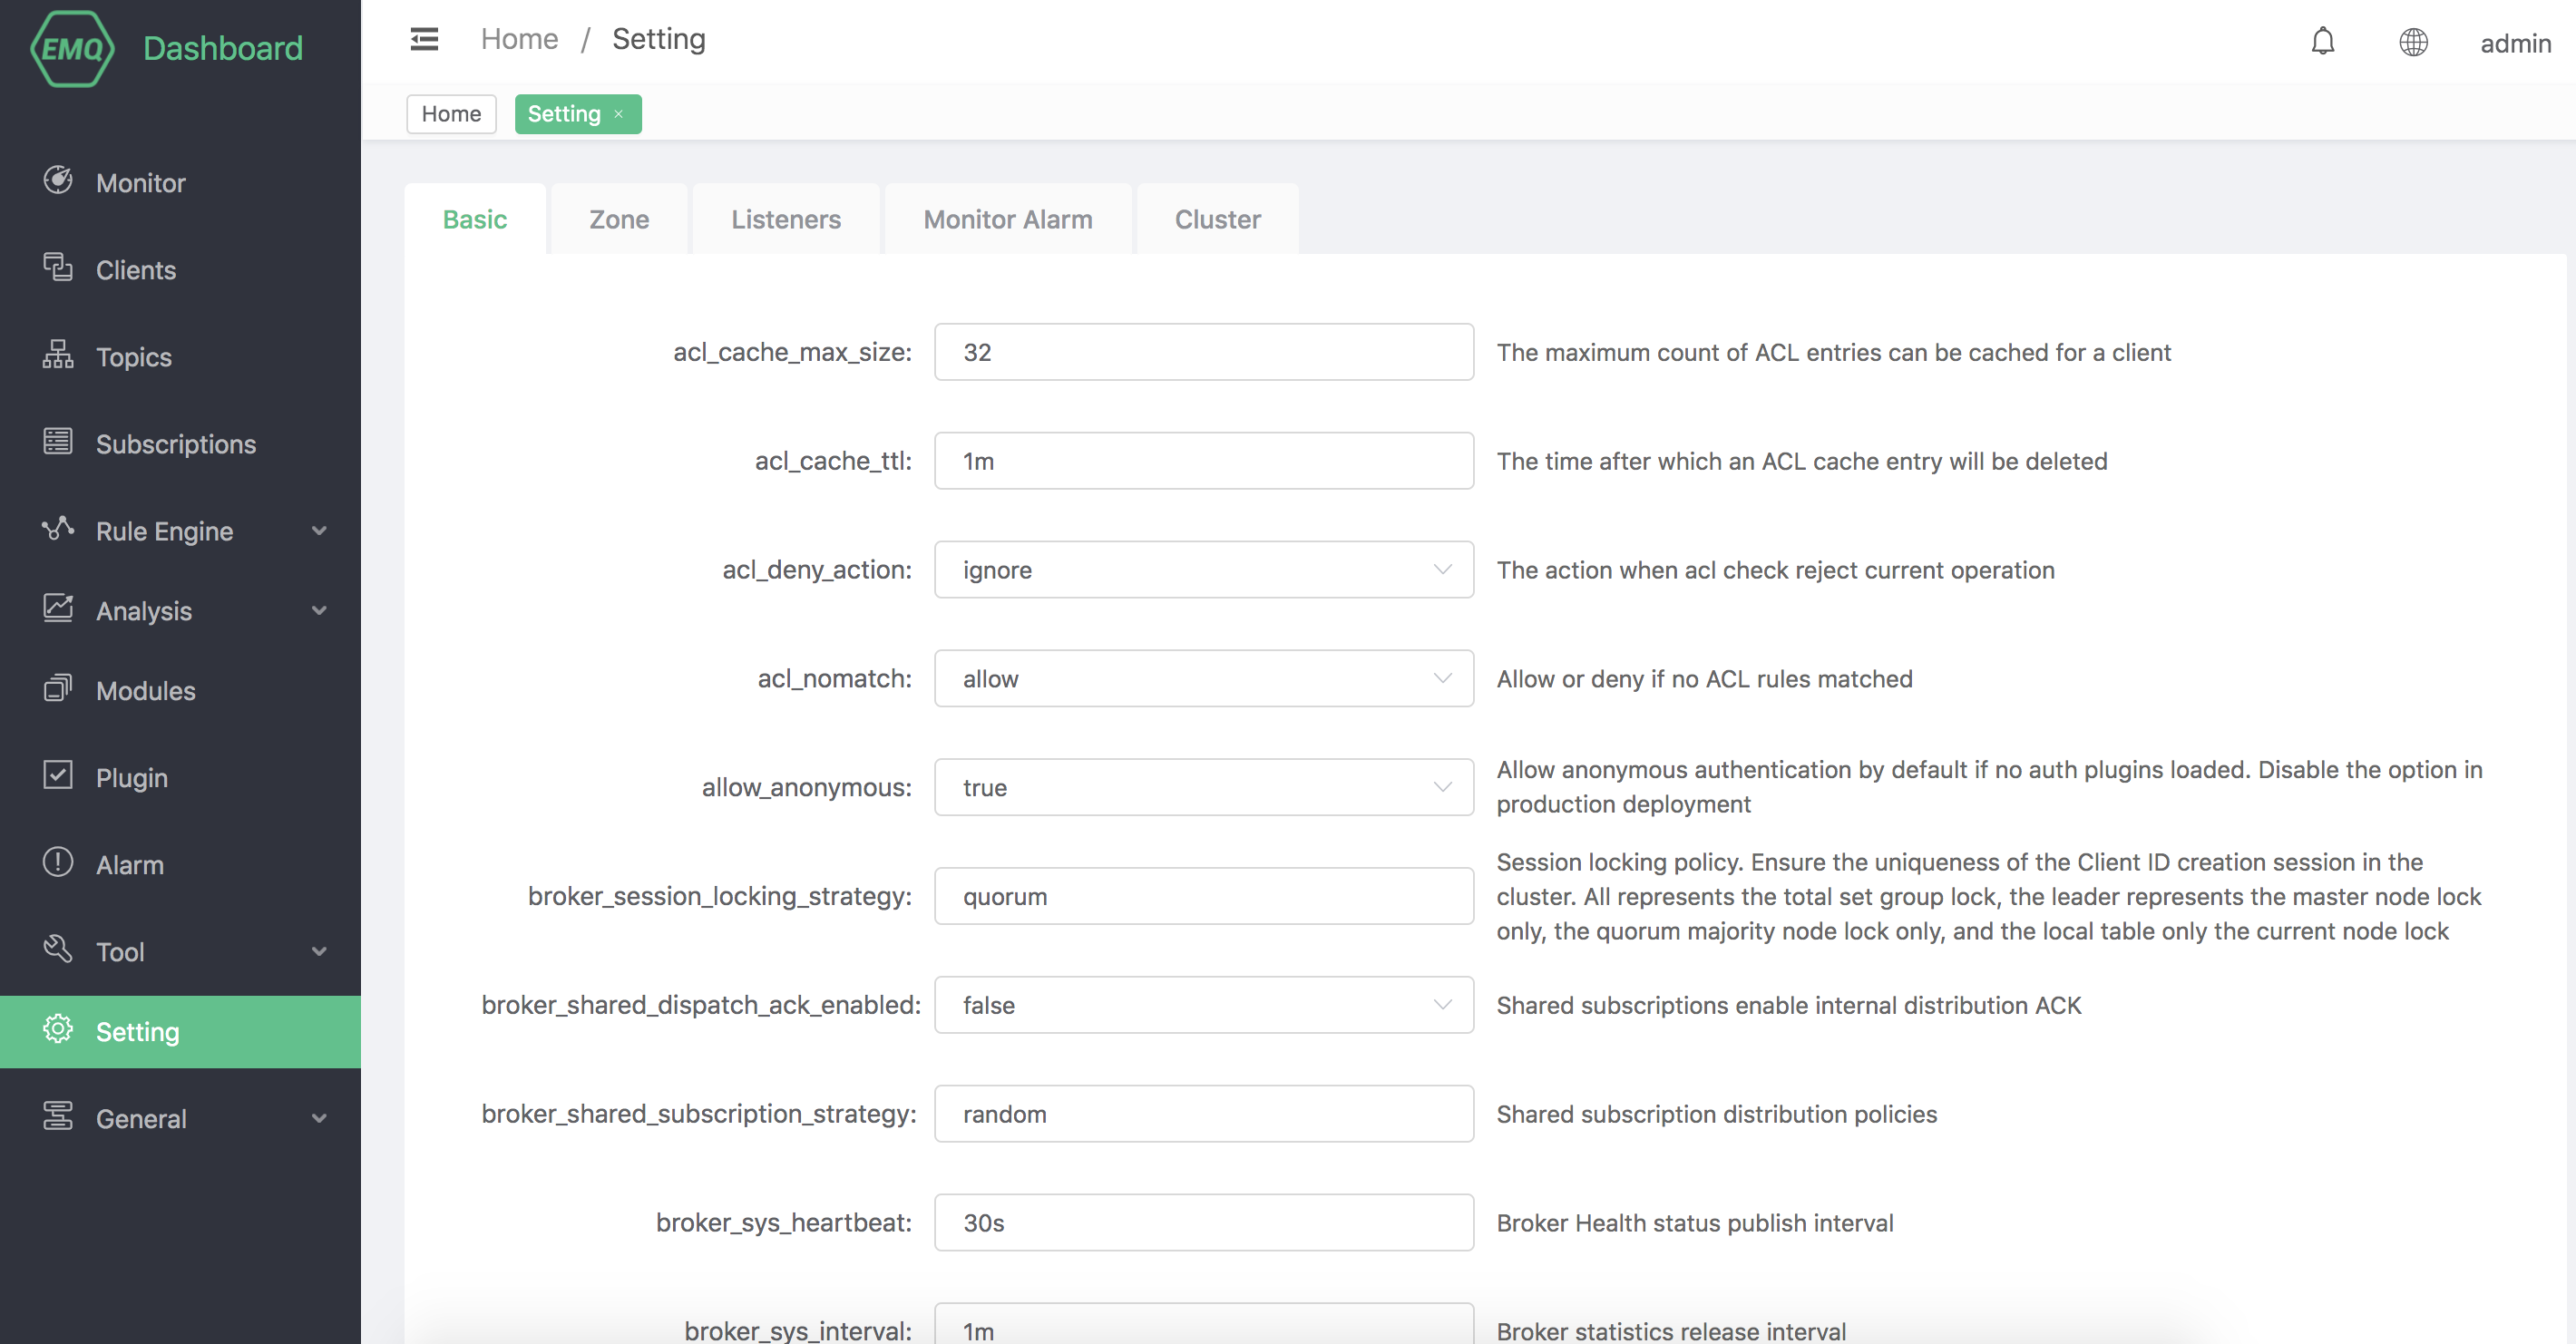 EMQ Dashboard
Home / Setting
admin
Home
Setting ×
Monitor
Clients
Topics
Subscriptions
Rule Engine
Analysis
Modules
Plugin
Alarm
Tool
Setting
General
Basic
Zone
Listeners
Monitor Alarm
Cluster
acl_cache_max_size: 32 The maximum count of ACL entries can be cached for a client
acl_cache_ttl: 1m The time after which an ACL cache entry will be deleted
acl_deny_action: ignore The action when acl check reject current operation
acl_nomatch: allow Allow or deny if no ACL rules matched
allow_anonymous: true Allow anonymous authentication by default if no auth plugins loaded. Disable the option in
production deployment
broker_session_locking_strategy: quorum Session locking policy. Ensure the uniqueness of the Client ID creation session in the
cluster. All represents the total set group lock, the leader represents the master node lock
only, the quorum majority node lock only, and the local table only the current node lock
broker_shared_dispatch_ack_enabled: false Shared subscriptions enable internal distribution ACK
broker_shared_subscription_strategy: random Shared subscription distribution policies
broker_sys_heartbeat: 30s Broker Health status publish interval
broker_sys_interval: 1m Broker statistics release interval